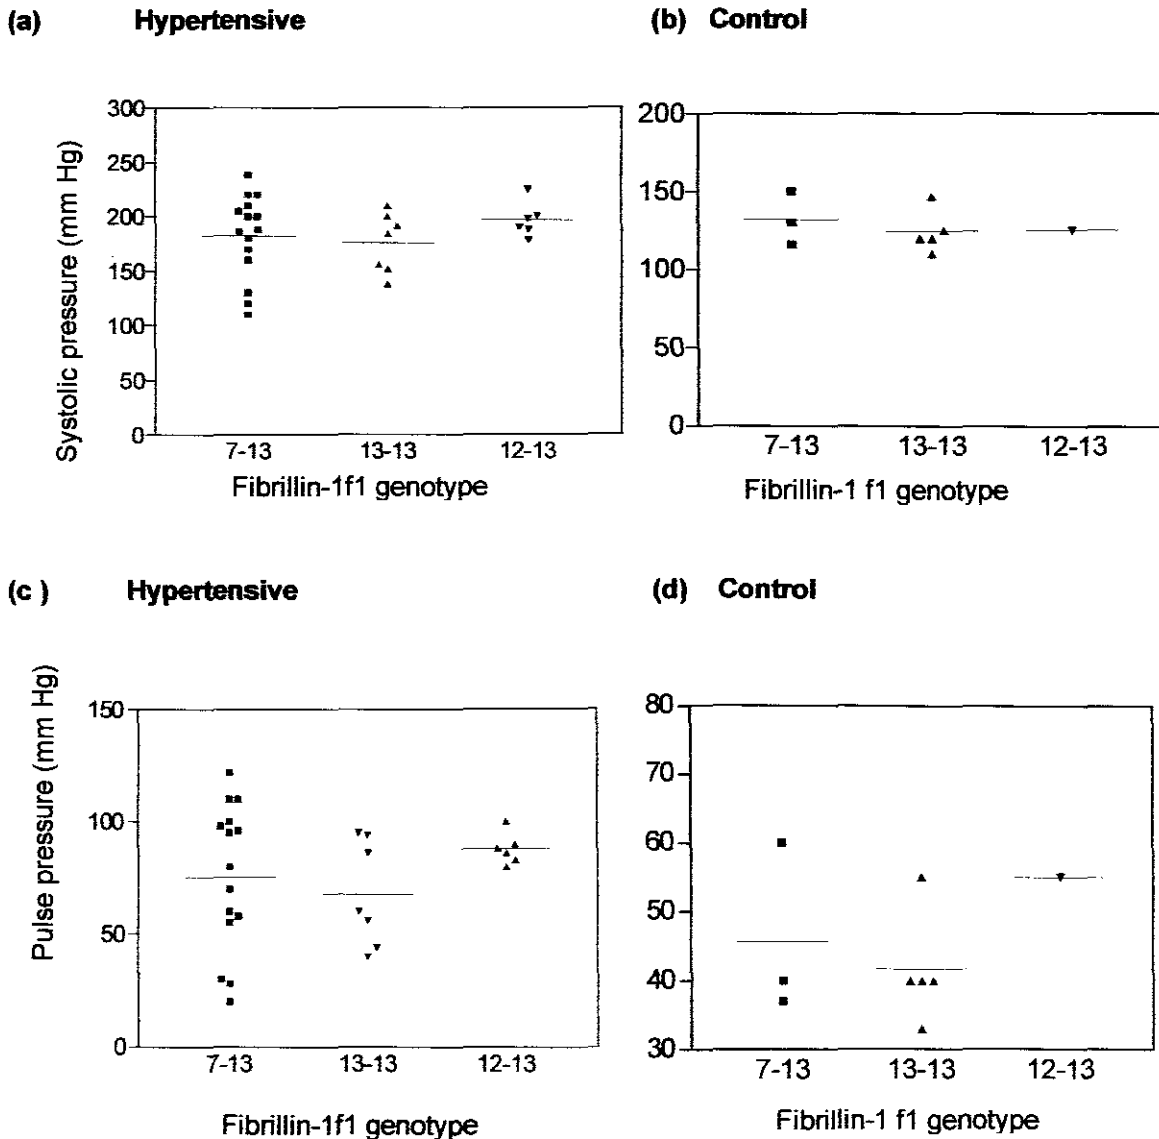 (a) Hypertensive
(b) Control
Systolic pressure (mm Hg)
300
250
200
150
100
50
0
7-13 13-13 12-13
Fibrillin-1f1 genotype
200
150
100
50
0
7-13 13-13 12-13
Fibrillin-1 f1 genotype
(c ) Hypertensive
(d) Control
Pulse pressure (mm Hg)
150
100
50
0
7-13 13-13 12-13
Fibrillin-1f1 genotype
80
70
60
50
40
30
7-13 13-13 12-13
Fibrillin-1 f1 genotype